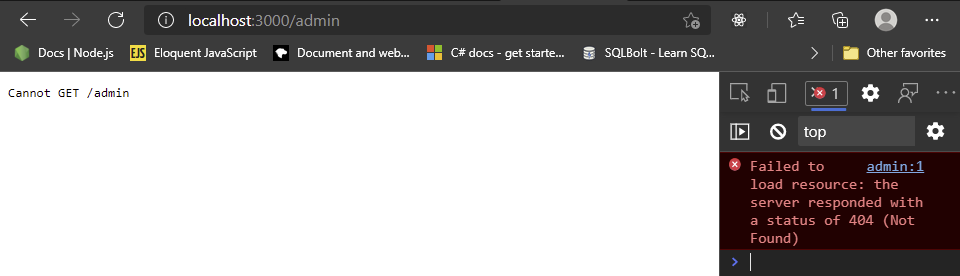 localhost:3000/admin
Docs | Node.js
EJS
Eloquent JavaScript
Document and web...
C# docs - get starte...
SQLBolt - Learn SQ...
Other favorites
Cannot GET /admin
1
top
Failed to admin:1
load resource: the
server responded with
a status of 404 (Not
Found)